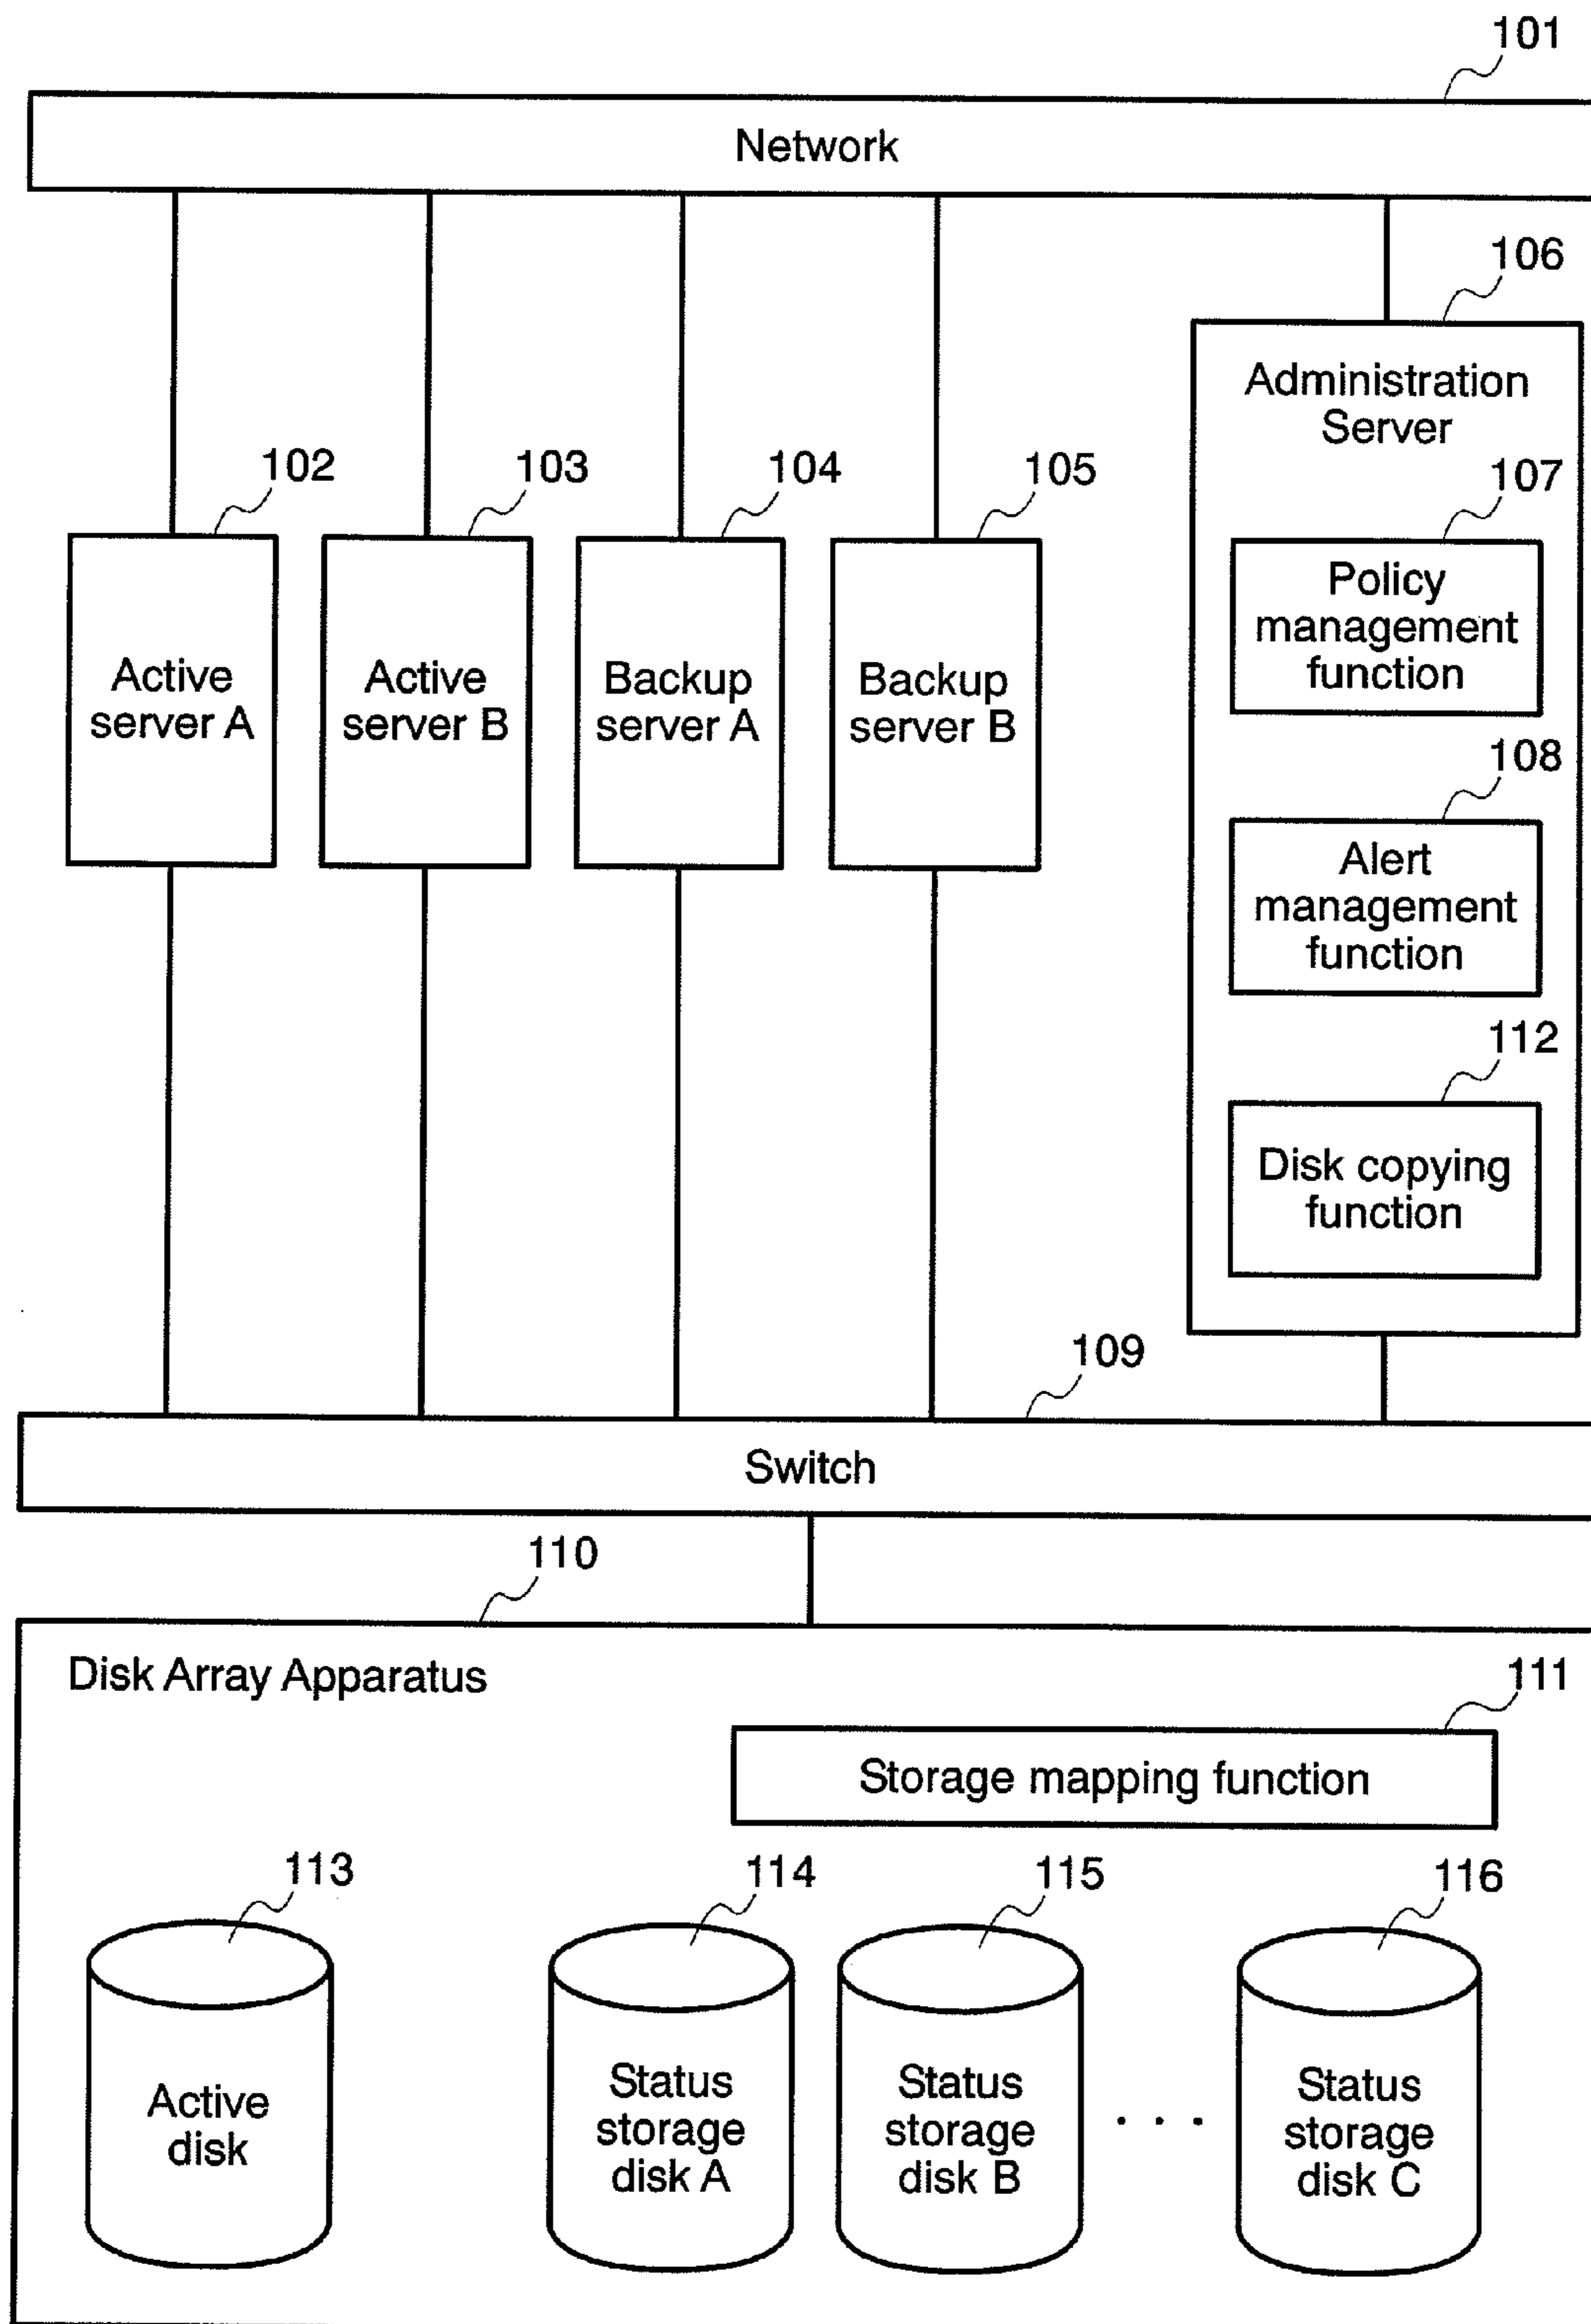 101
Network
106
Administration
Server
102
103
104
105
107
Policy
management
function
Active
server A
Active
server B
Backup
server A
Backup
server B
108
Alert
management
function
112
Disk copying
function
109
Switch
110
Disk Array Apparatus
111
Storage mapping function
113
114
115
116
Active
disk
Status
storage
disk A
Status
storage
disk B
. . .
Status
storage
disk C